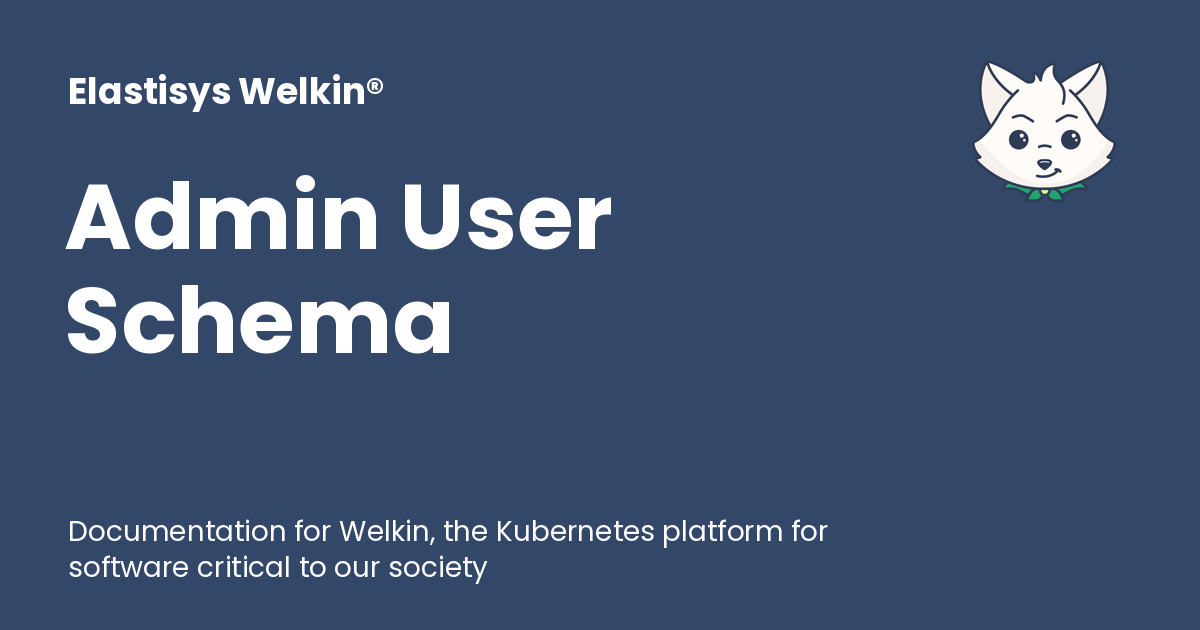 Elastisys Welkin®
Admin User
Schema
Documentation for Welkin, the Kubernetes platform for
software critical to our society